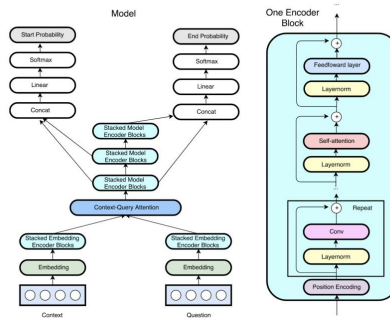 Model
Start Probability
End Probability
Softmax
Softmax
Linear
Linear
Concat
Concat
Stacked Model
Encoder Blocks
Stacked Model
Encoder Blocks
Stacked Model
Encoder Blocks
Context-Query Attention
Stacked Embedding
Encoder Blocks
Stacked Embedding
Encoder Blocks
Embedding
Embedding
Context
Question
One Encoder
Block
...
+
Feedfoward layer
Layernorm
+
Self-attention
Layernorm
...
+
Repeat
Conv
Layernorm
Position Encoding